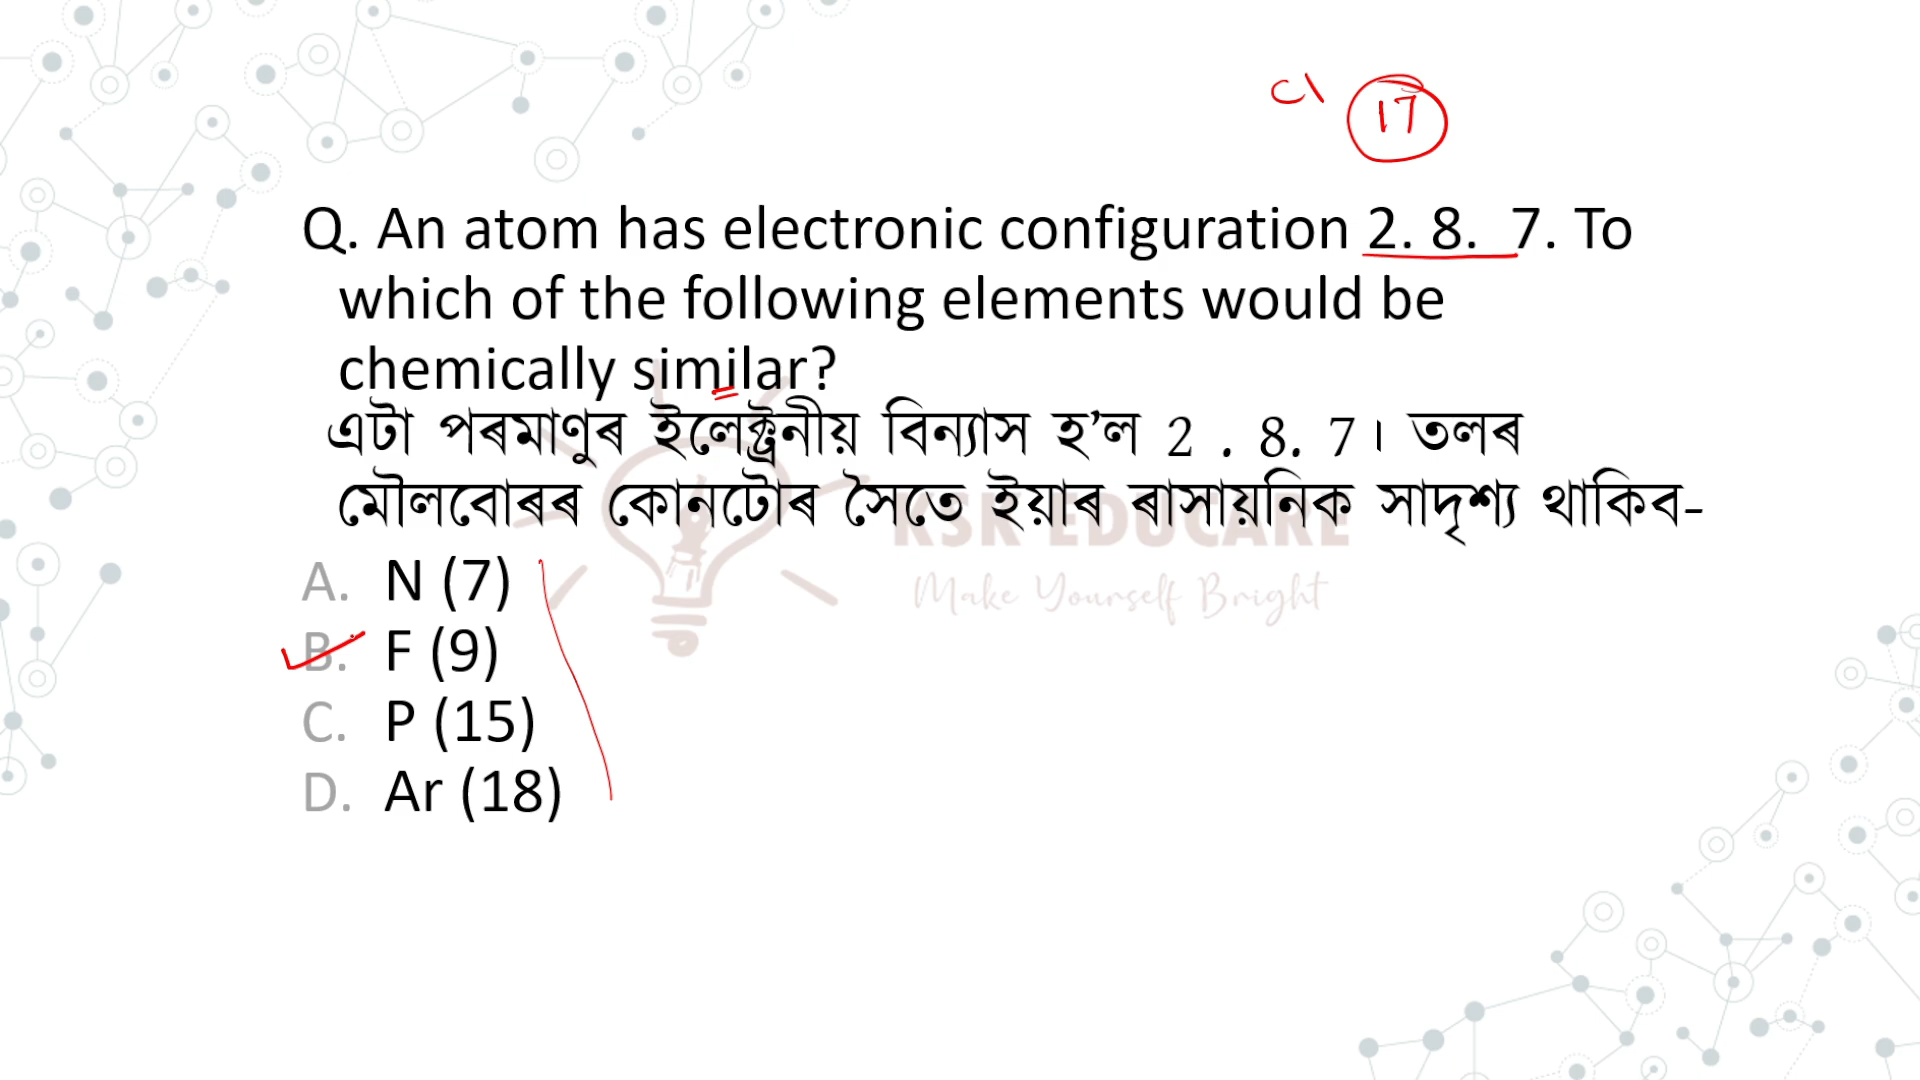 Cl 17
Q. An atom has electronic configuration 2. 8. 7. To
which of the following elements would be
chemically similar?
এটা পৰমাণুৰ ইলেক্ট্ৰনীয় বিন্যাস হ’ল 2 . 8. 7। তলৰ
মৌলবোৰৰ কোনটোৰ সৈতে ইয়াৰ ৰাসায়নিক সাদৃশ্য থাকিব-
KSR EDUCARE
Make Yourself Bright
A. N (7)
B. F (9)
C. P (15)
D. Ar (18)